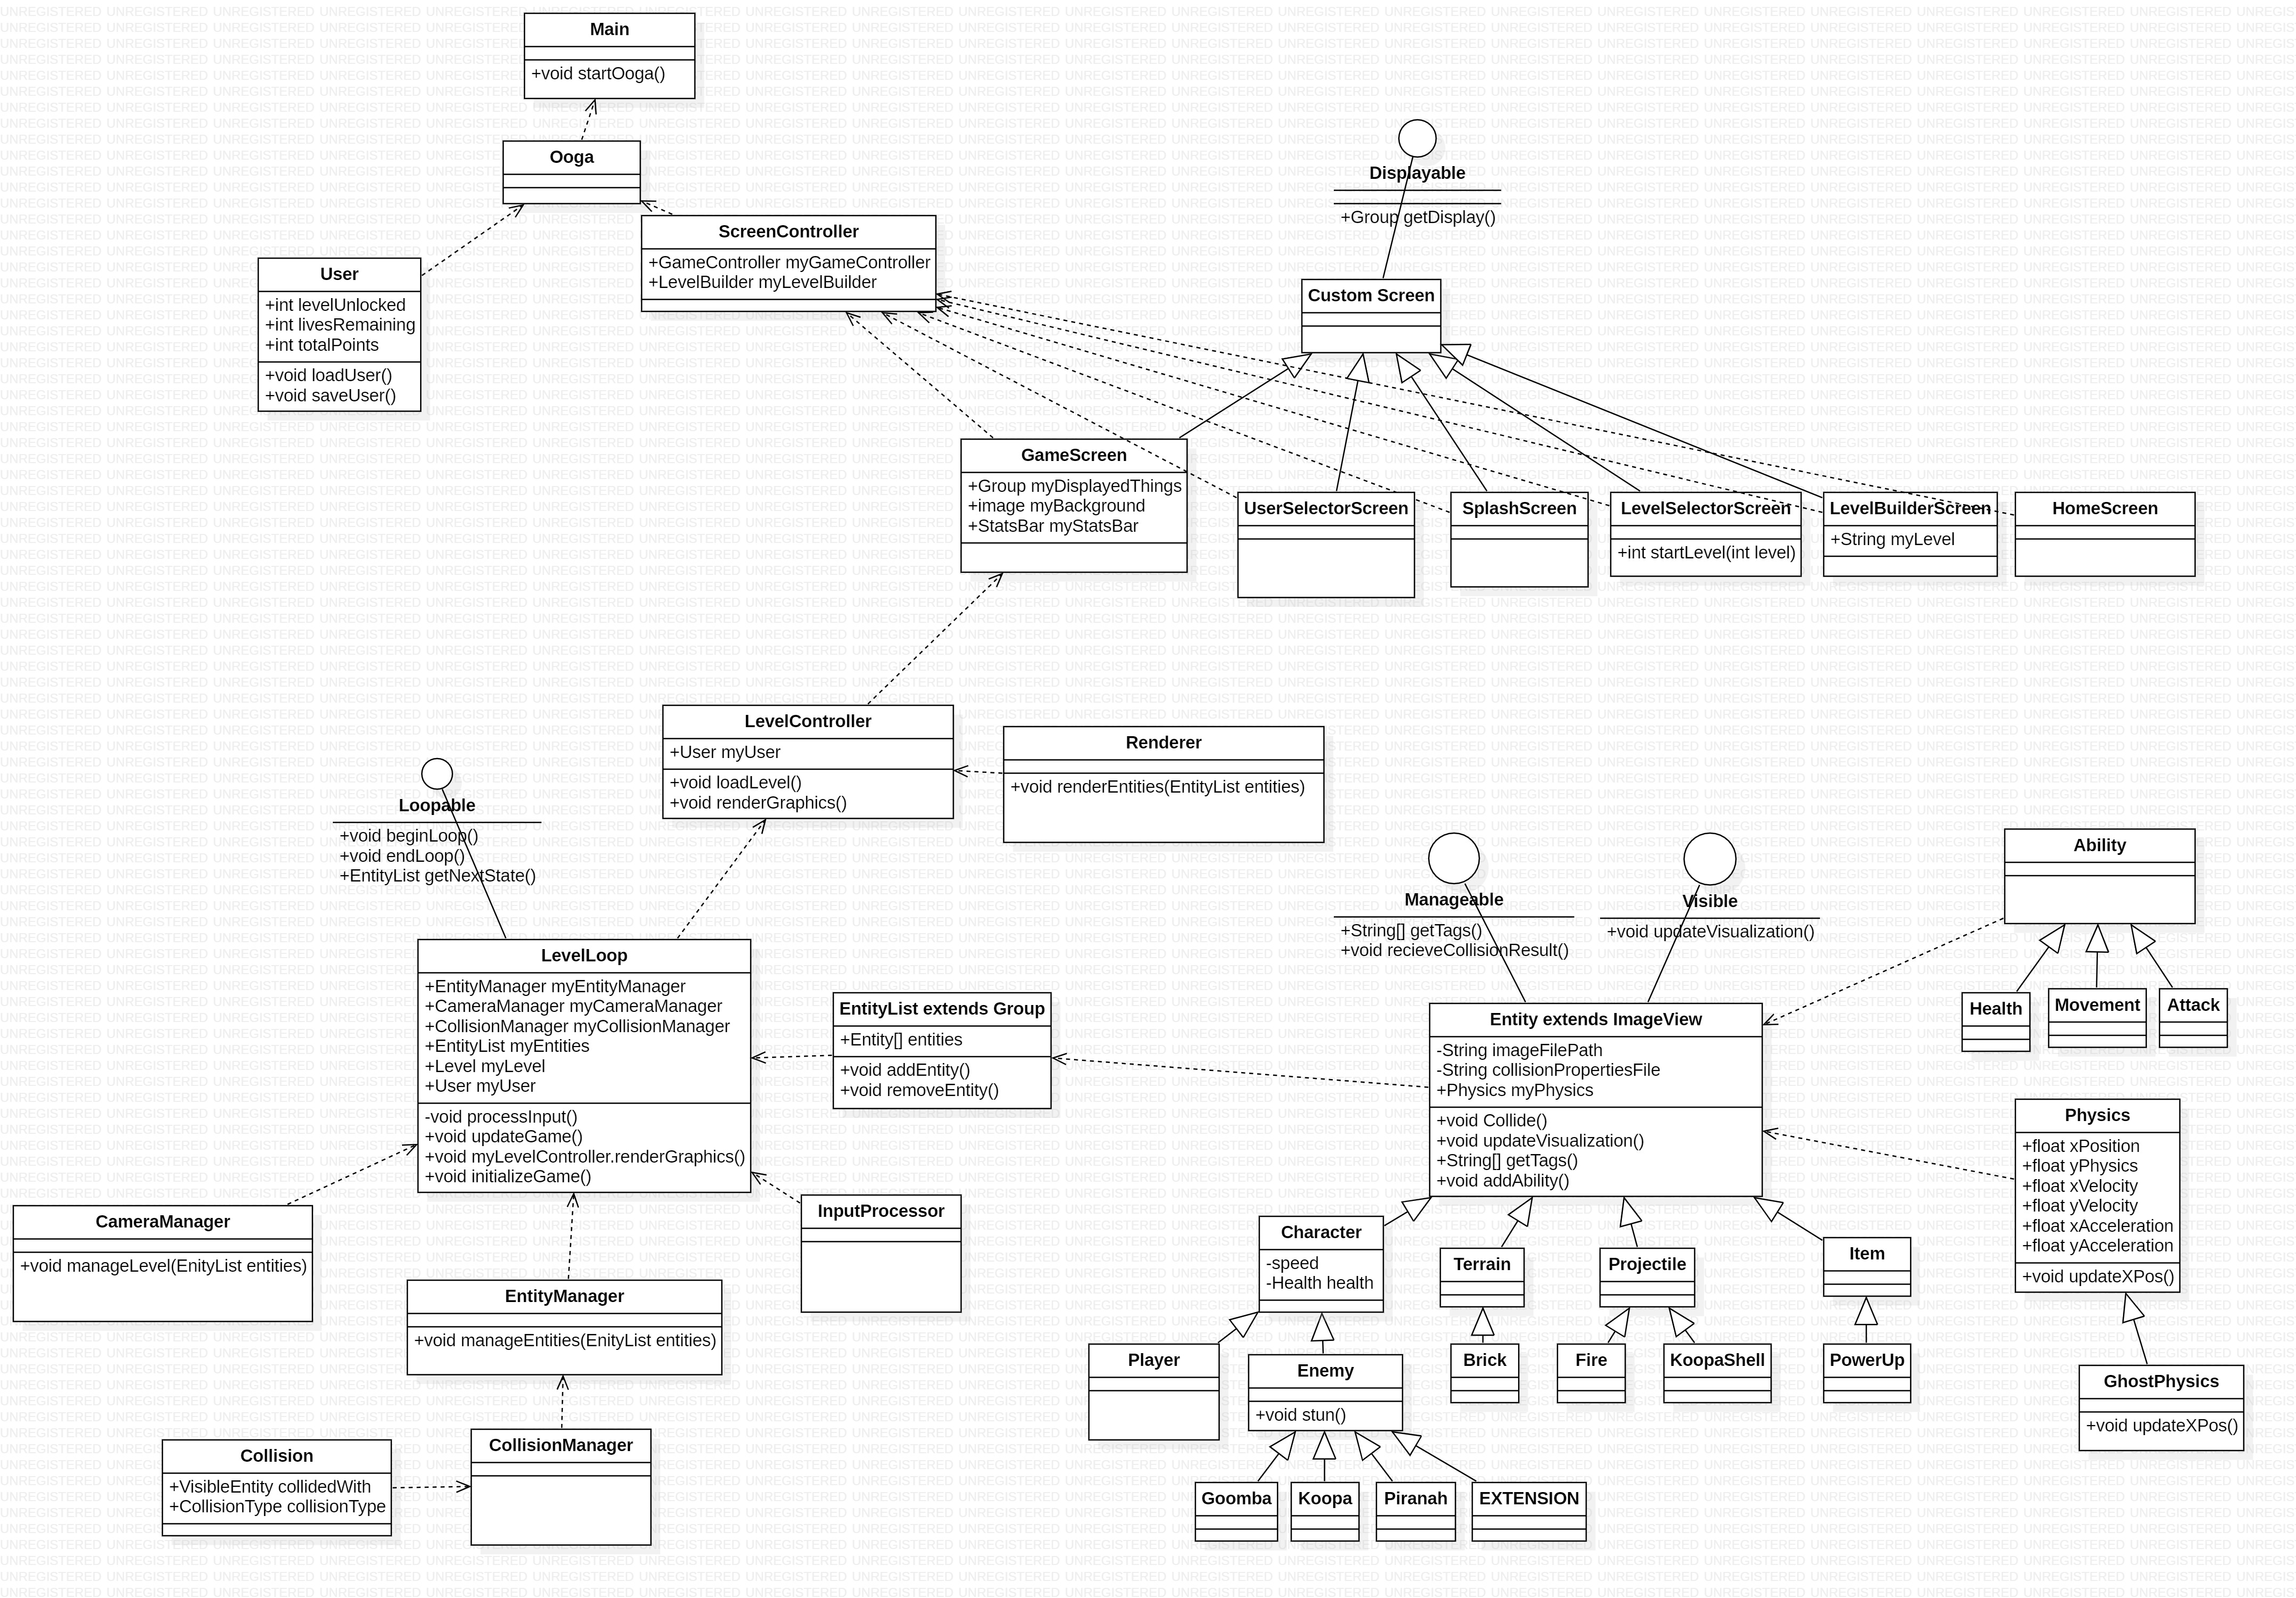 Main
+void startOoga()
Ooga
ScreenController
+GameController myGameController
+LevelBuilder myLevelBuilder
User
+int levelUnlocked
+int livesRemaining
+int totalPoints
+void loadUser()
+void saveUser()
Displayable
+Group getDisplay()
Custom Screen
GameScreen
+Group myDisplayedThings
+image myBackground
+StatsBar myStatsBar
UserSelectorScreen
SplashScreen
LevelSelectorScreen
+int startLevel(int level)
LevelBuilderScreen
+String myLevel
HomeScreen
LevelController
+User myUser
+void loadLevel()
+void renderGraphics()
Renderer
+void renderEntities(EntityList entities)
Loopable
+void beginLoop()
+void endLoop()
+EntityList getNextState()
LevelLoop
+EntityManager myEntityManager
+CameraManager myCameraManager
+CollisionManager myCollisionManager
+EntityList myEntities
+Level myLevel
+User myUser
-void processInput()
+void updateGame()
+void myLevelController.renderGraphics()
+void initializeGame()
EntityList extends Group
+Entity[] entities
+void addEntity()
+void removeEntity()
Manageable
+String[] getTags()
+void recieveCollisionResult()
Visible
+void updateVisualization()
Ability
Health
Movement
Attack
Entity extends ImageView
-String imageFilePath
-String collisionPropertiesFile
+Physics myPhysics
+void Collide()
+void updateVisualization()
+String[] getTags()
+void addAbility()
Physics
+float xPosition
+float yPhysics
+float xVelocity
+float yVelocity
+float xAcceleration
+float yAcceleration
+void updateXPos()
CameraManager
+void manageLevel(EnityList entities)
InputProcessor
EntityManager
+void manageEntities(EnityList entities)
Character
-speed
-Health health
Terrain
Projectile
Item
Player
Enemy
+void stun()
Brick
Fire
KoopaShell
PowerUp
GhostPhysics
+void updateXPos()
Collision
+VisibleEntity collidedWith
+CollisionType collisionType
CollisionManager
Goomba
Koopa
Piranah
EXTENSION